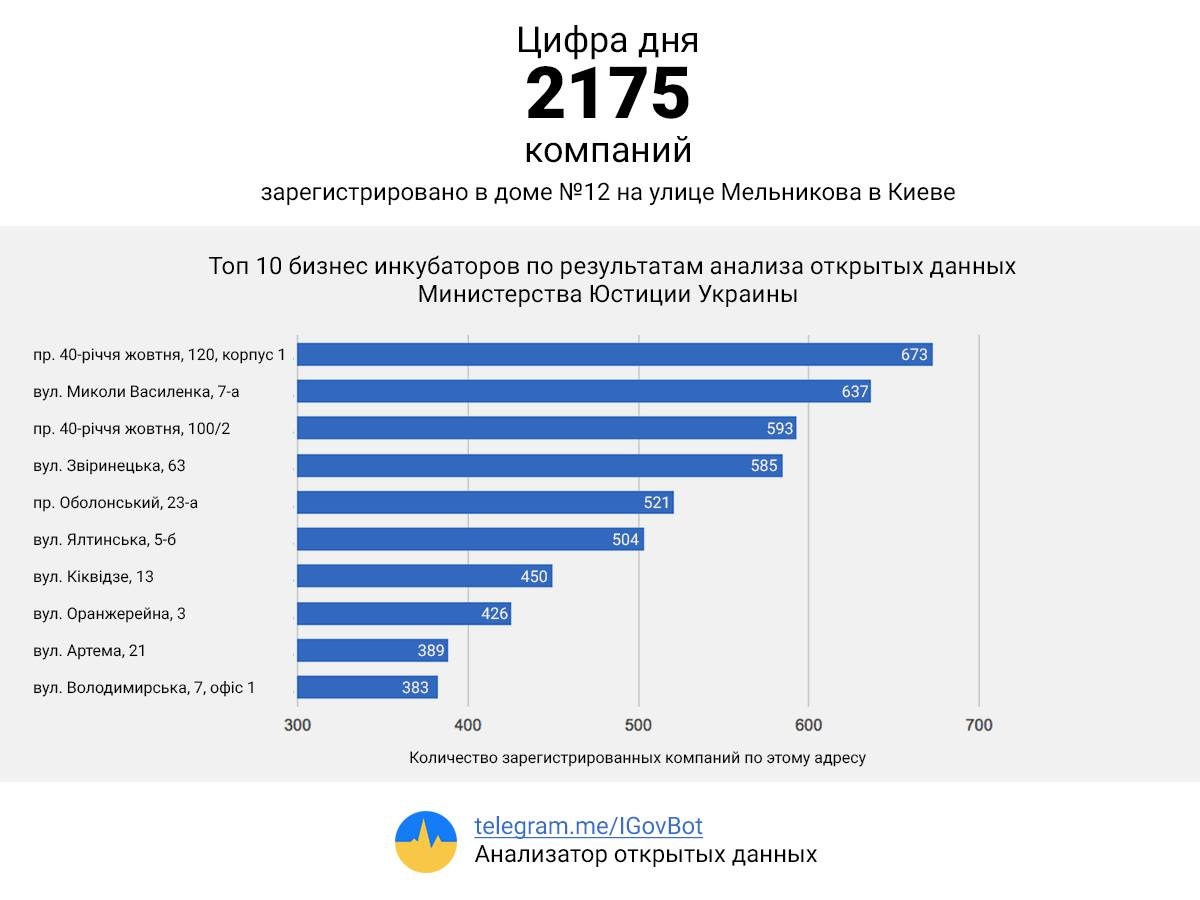 Цифра дня
2175
компаний
зарегистрировано в доме №12 на улице Мельникова в Киеве
Топ 10 бизнес инкубаторов по результатам анализа открытых данных
Министерства Юстиции Украины
пр. 40-річчя жовтня, 120, корпус 1
673
вул. Миколи Василенка, 7-а
637
пр. 40-річчя жовтня, 100/2
593
вул. Звіринецька, 63
585
пр. Оболонський, 23-а
521
вул. Ялтинська, 5-б
504
вул. Кіквідзе, 13
450
вул. Оранжерейна, 3
426
вул. Артема, 21
389
вул. Володимирська, 7, офіс 1
383
300 400 500 600 700
Количество зарегистрированных компаний по этому адресу
telegram.me/IGovBot
Анализатор открытых данных